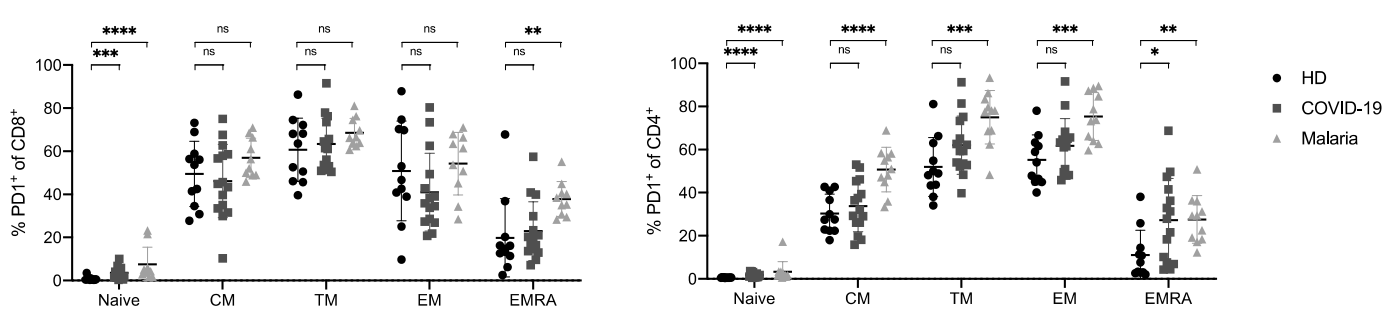 **** ns ns ns **
*** ns ns ns ns
100
80
60
40
20
0
% PD1⁺ of CD8⁺
Naive CM TM EM EMRA
**** **** *** *** **
**** ns ns ns *
100
80
60
40
20
0
% PD1⁺ of CD4⁺
Naive CM TM EM EMRA
HD
COVID-19
Malaria